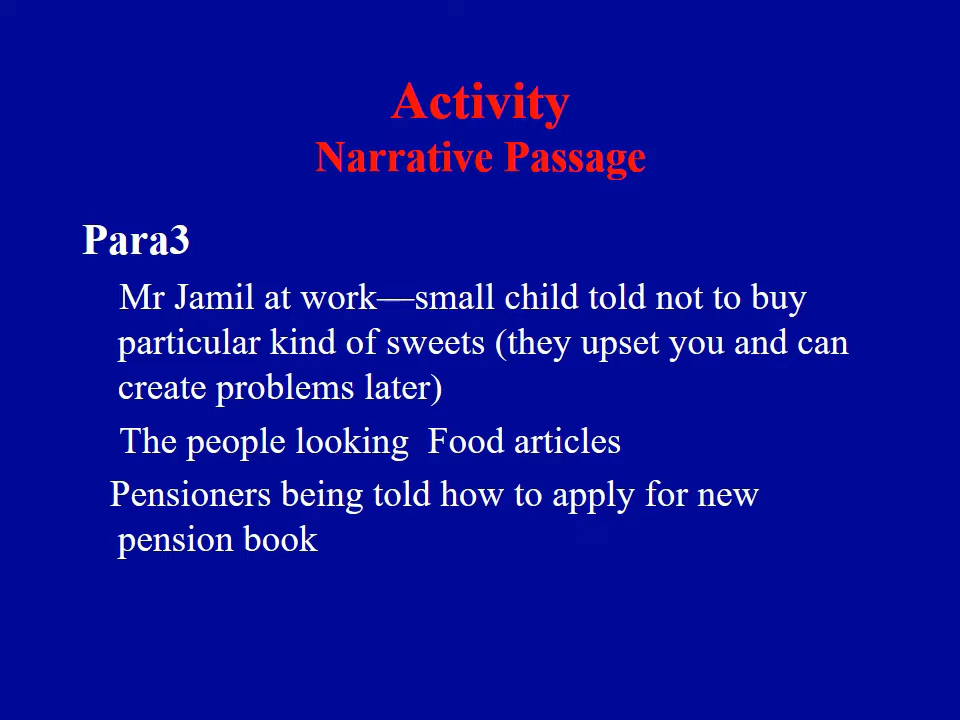 Activity
Narrative Passage
Para3
Mr Jamil at work—small child told not to buy
particular kind of sweets (they upset you and can
create problems later)
The people looking  Food articles
Pensioners being told how to apply for new
pension book